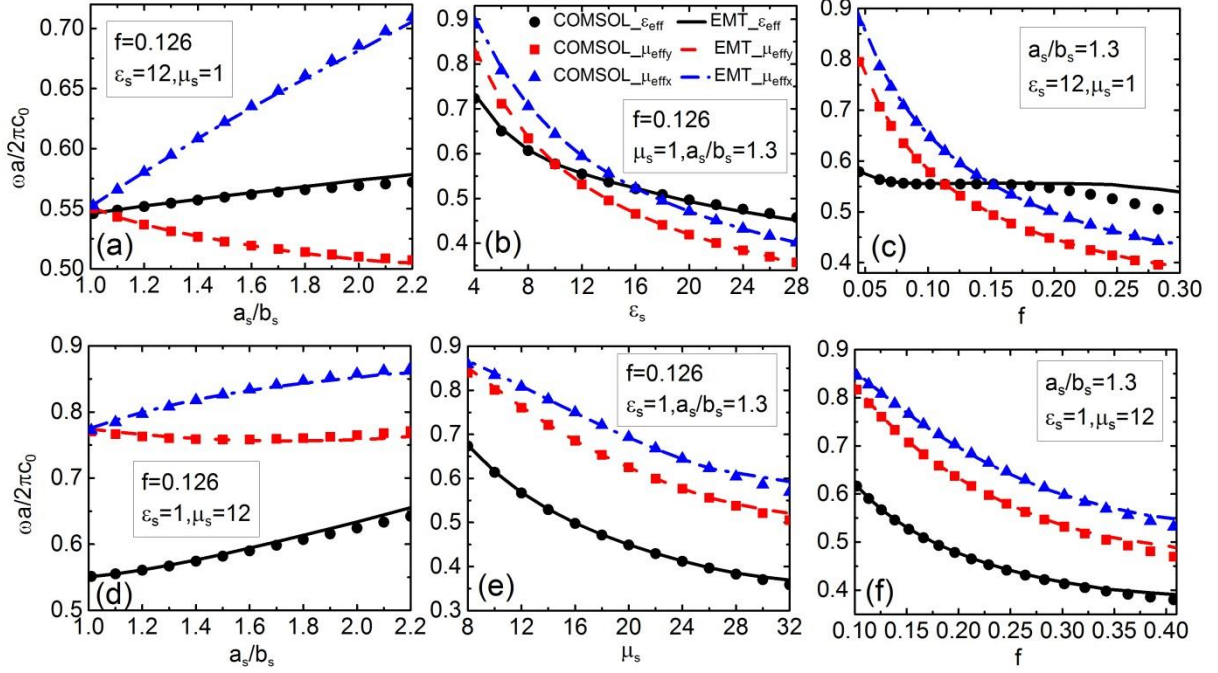 ωa/2πc₀
0.70
0.65
0.60
0.55
0.50
f=0.126
εₛ=12,μₛ=1
(a)
1.0 1.2 1.4 1.6 1.8 2.0 2.2
aₛ/bₛ
0.9
0.8
0.7
0.6
0.5
0.4
COMSOL_εeff EMT_εeff
COMSOL_μeffy EMT_μeffy
COMSOL_μeffx EMT_μeffx
f=0.126
μₛ=1,aₛ/bₛ=1.3
(b)
4 8 12 16 20 24 28
εₛ
0.9
0.8
0.7
0.6
0.5
0.4
aₛ/bₛ=1.3
εₛ=12,μₛ=1
(c)
0.05 0.10 0.15 0.20 0.25 0.30
f
ωa/2πc₀
0.9
0.8
0.7
0.6
0.5
f=0.126
εₛ=1,μₛ=12
(d)
1.0 1.2 1.4 1.6 1.8 2.0 2.2
aₛ/bₛ
0.9
0.8
0.7
0.6
0.5
0.4
0.3
f=0.126
εₛ=1,aₛ/bₛ=1.3
(e)
8 12 16 20 24 28 32
μₛ
0.9
0.8
0.7
0.6
0.5
0.4
aₛ/bₛ=1.3
εₛ=1,μₛ=12
(f)
0.10 0.15 0.20 0.25 0.30 0.35 0.40
f